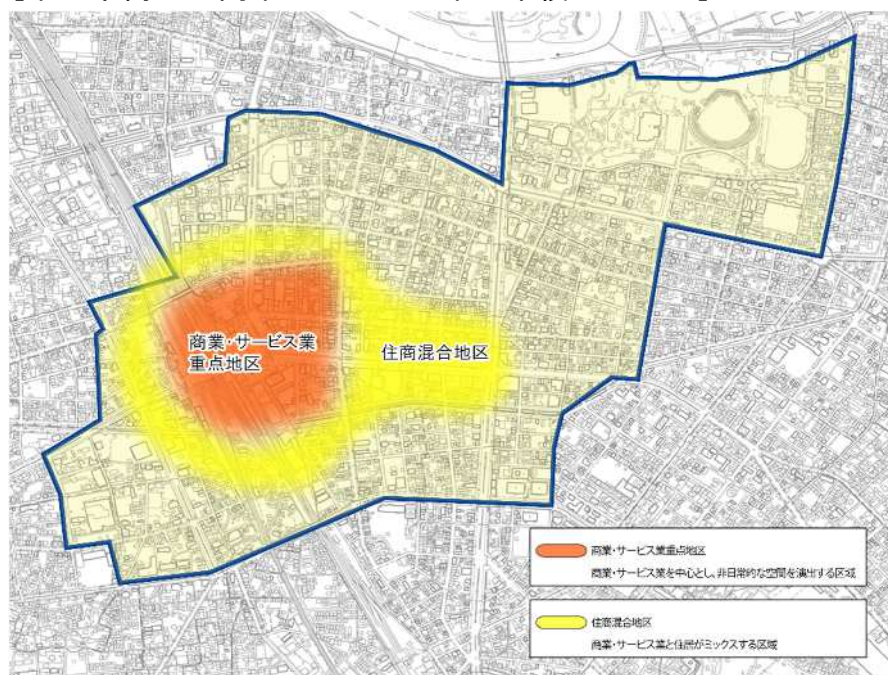 商業・サービス業
重点地区
住商混合地区
商業・サービス業重点地区
商業・サービス業を中心とし、非日常的な空間を演出する区域
住商混合地区
商業・サービス業と住居がミックスする区域